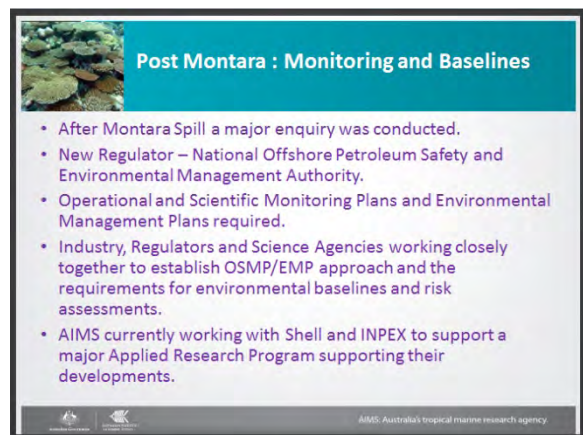 Post Montara : Monitoring and Baselines
• After Montara Spill a major enquiry was conducted.
• New Regulator – National Offshore Petroleum Safety and
Environmental Management Authority.
• Operational and Scientific Monitoring Plans and Environmental
Management Plans required.
• Industry, Regulators and Science Agencies working closely
together to establish OSMP/EMP approach and the
requirements for environmental baselines and risk
assessments.
• AIMS currently working with Shell and INPEX to support a
major Applied Research Program supporting their
developments.
AIMS: Australia's tropical marine research agency.